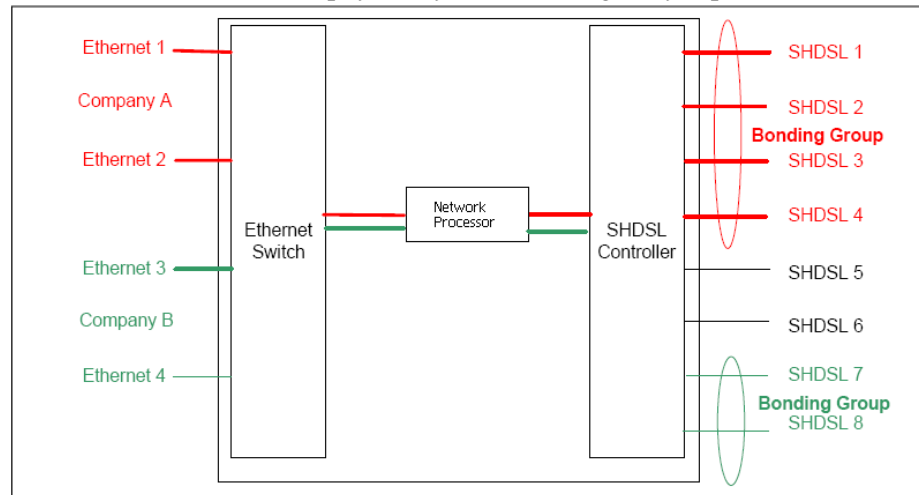 Ethernet 1
Company A
Ethernet 2
Ethernet 3
Company B
Ethernet 4
Ethernet
Switch
Network
Processor
SHDSL
Controller
SHDSL 1
SHDSL 2
Bonding Group
SHDSL 3
SHDSL 4
SHDSL 5
SHDSL 6
SHDSL 7
Bonding Group
SHDSL 8